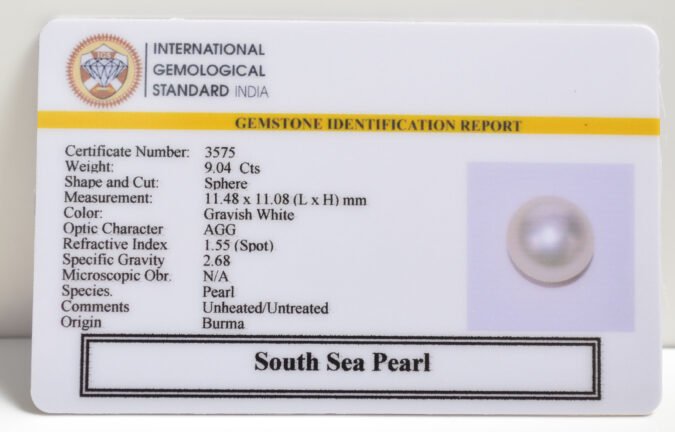 IGS
INTERNATIONAL
GEMOLOGICAL
STANDARD INDIA
GEMSTONE IDENTIFICATION REPORT
Certificate Number: 3575
Weight: 9.04 Cts
Shape and Cut: Sphere
Measurement: 11.48 x 11.08 (L x H) mm
Color: Grayish White
Optic Character AGG
Refractive Index 1.55 (Spot)
Specific Gravity 2.68
Microscopic Obr. N/A
Species. Pearl
Comments Unheated/Untreated
Origin Burma
South Sea Pearl